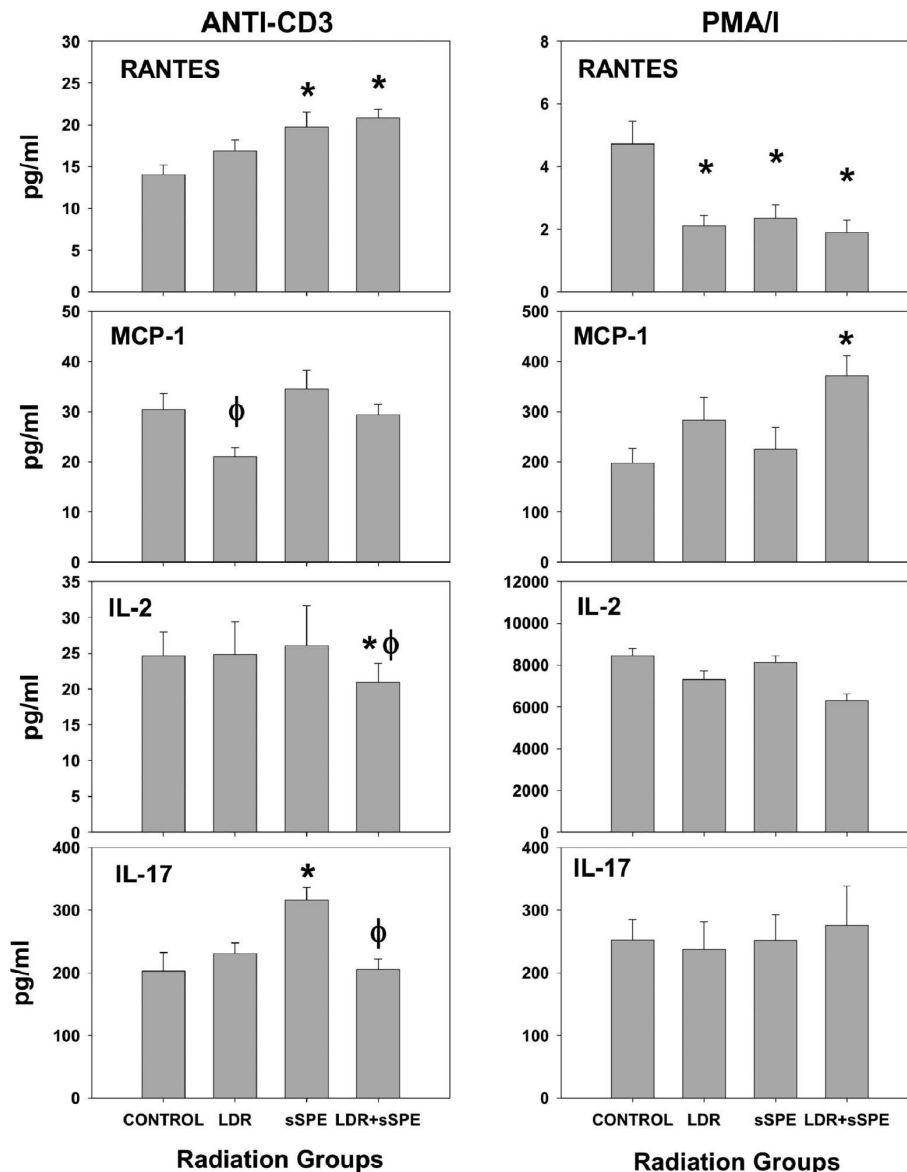 ANTI-CD3
RANTES
30
25
20
15
10
5
0
pg/ml
* *
PMA/I
RANTES
8
6
4
2
0
* * *
MCP-1
50
40
30
20
10
0
pg/ml
ϕ
MCP-1
500
400
300
200
100
0
*
IL-2
35
30
25
20
15
10
5
0
pg/ml
*ϕ
IL-2
12000
10000
8000
6000
4000
2000
0
IL-17
400
300
200
100
0
pg/ml
* ϕ
CONTROL LDR sSPE LDR+sSPE
Radiation Groups
IL-17
400
300
200
100
0
CONTROL LDR sSPE LDR+sSPE
Radiation Groups